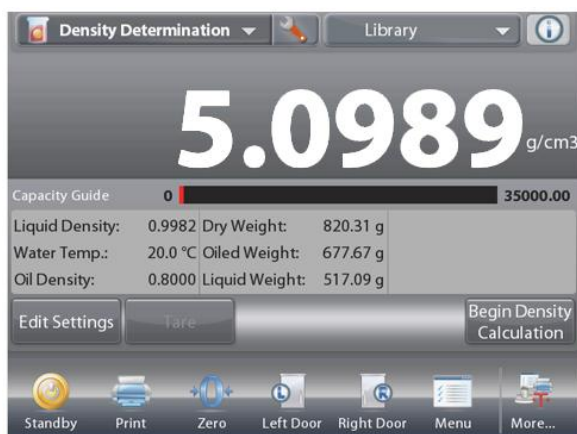 Density Determination Library
5.0989 g/cm3
Capacity Guide 0 35000.00
Liquid Density: 0.9982 Dry Weight: 820.31 g
Water Temp.: 20.0 °C Oiled Weight: 677.67 g
Oil Density: 0.8000 Liquid Weight: 517.09 g
Edit Settings Tare Begin Density
Calculation
L R
Standby Print Zero Left Door Right Door Menu More...